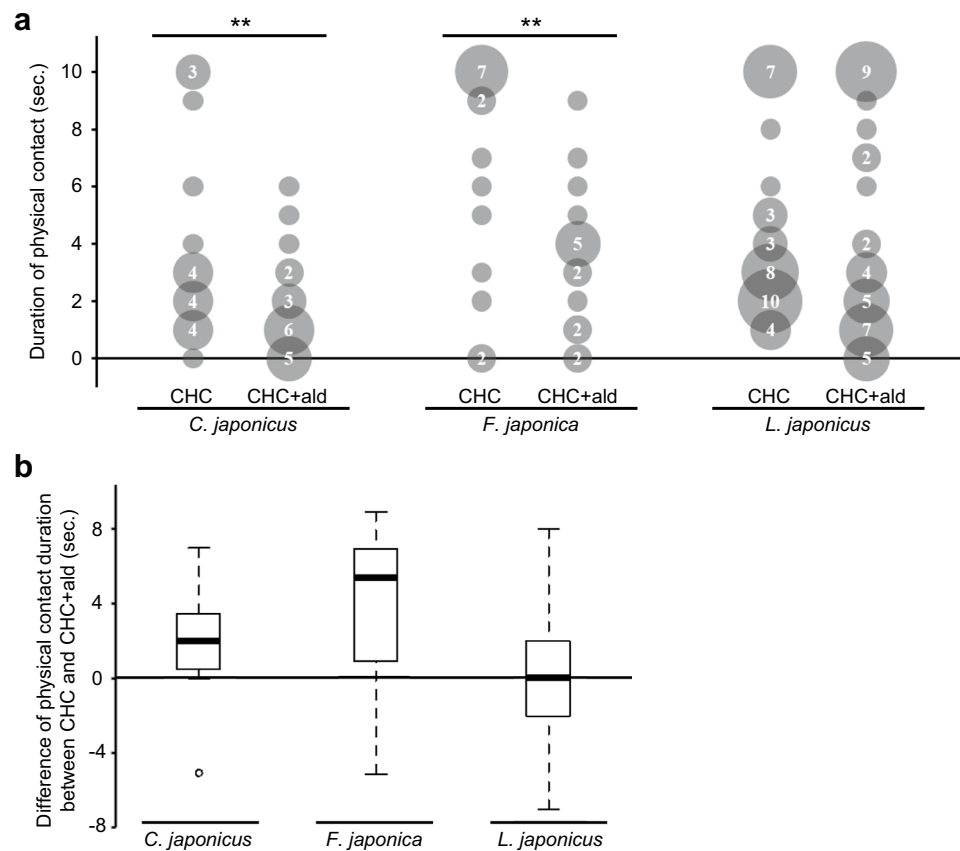 a
** **
Duration of physical contact (sec.)
10 3 7 7 9
2
8
2
6
3
4 5 3 2
4 2 2 8 4
2 4 3 10 5
4 6 2 4 7
0 5 2 2 5
CHC CHC+ald CHC CHC+ald CHC CHC+ald
C. japonicus F. japonica L. japonicus
b
Difference of physical contact duration
between CHC and CHC+ald (sec.)
8
4
0
-4
-8
C. japonicus F. japonica L. japonicus